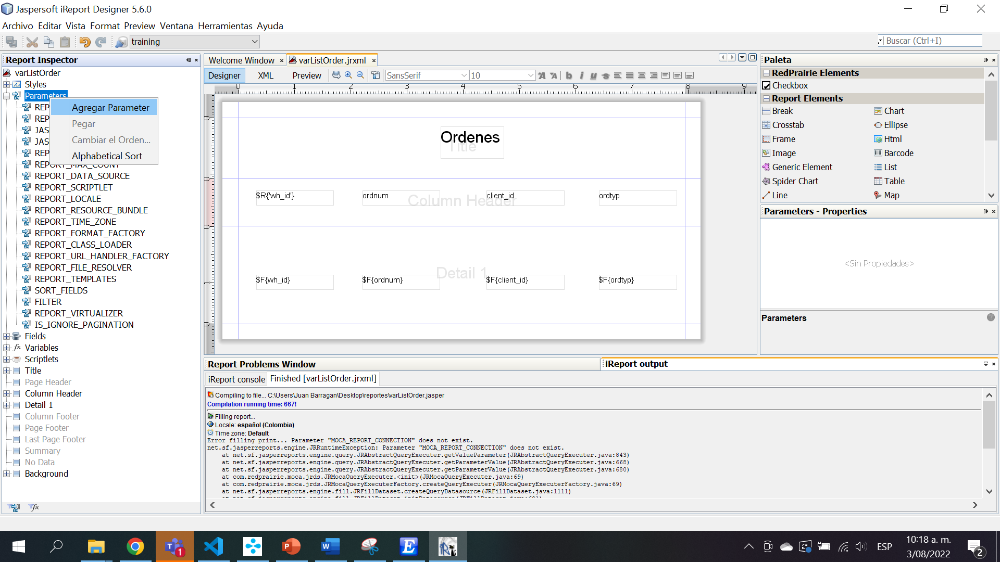 Jaspersoft iReport Designer 5.6.0
Archivo Editar Vista Format Preview Ventana Herramientas Ayuda
training
Buscar (Ctrl+I)
Report Inspector
varListOrder
Styles
Parameters
REP
REP
JAS
JAS
REP
REPORT_MAX_COUNT
REPORT_DATA_SOURCE
REPORT_SCRIPTLET
REPORT_LOCALE
REPORT_RESOURCE_BUNDLE
REPORT_TIME_ZONE
REPORT_FORMAT_FACTORY
REPORT_CLASS_LOADER
REPORT_URL_HANDLER_FACTORY
REPORT_FILE_RESOLVER
REPORT_TEMPLATES
SORT_FIELDS
FILTER
REPORT_VIRTUALIZER
IS_IGNORE_PAGINATION
Fields
Variables
Scriptlets
Title
Page Header
Column Header
Detail 1
Column Footer
Page Footer
Last Page Footer
Summary
No Data
Background
Agregar Parameter
Pegar
Cambiar el Orden...
Alphabetical Sort
Welcome Window
varListOrder.jrxml
Designer XML Preview SansSerif 10
0 1 2 3 4 5 6 7 8 9
Ordenes
Title
$R{'wh_id'} ordnum client_id ordtyp
Column Header
Detail 1
$F{wh_id} $F{ordnum} $F{client_id} $F{ordtyp}
Paleta
RedPrairie Elements
Checkbox
Report Elements
Break Chart
Crosstab Ellipse
Frame Html
Image Barcode
Generic Element List
Spider Chart Table
Line Map
Parameters - Properties
<Sin Propiedades>
Parameters
Report Problems Window
iReport output
iReport console Finished [varListOrder.jrxml]
Compiling to file... C:\Users\Juan Barragan\Desktop\reportes\varListOrder.jasper
Compilation running time: 667!
Filling report...
Locale: español (Colombia)
Time zone: Default
Error filling print... Parameter "MOCA_REPORT_CONNECTION" does not exist.
net.sf.jasperreports.engine.JRRuntimeException: Parameter "MOCA_REPORT_CONNECTION" does not exist.
at net.sf.jasperreports.engine.query.JRAbstractQueryExecuter.getValueParameter(JRAbstractQueryExecuter.java:843)
at net.sf.jasperreports.engine.query.JRAbstractQueryExecuter.getParameterValue(JRAbstractQueryExecuter.java:668)
at net.sf.jasperreports.engine.query.JRAbstractQueryExecuter.getParameterValue(JRAbstractQueryExecuter.java:680)
at com.redprairie.moca.jrds.JRMocaQueryExecuter.<init>(JRMocaQueryExecuter.java:69)
at com.redprairie.moca.jrds.JRMocaQueryExecuterFactory.createQueryExecuter(JRMocaQueryExecuterFactory.java:69)
at net.sf.jasperreports.engine.fill.JRFillDataset.createQueryDatasource(JRFillDataset.java:1111)
ESP
10:18 a. m.
3/08/2022
2